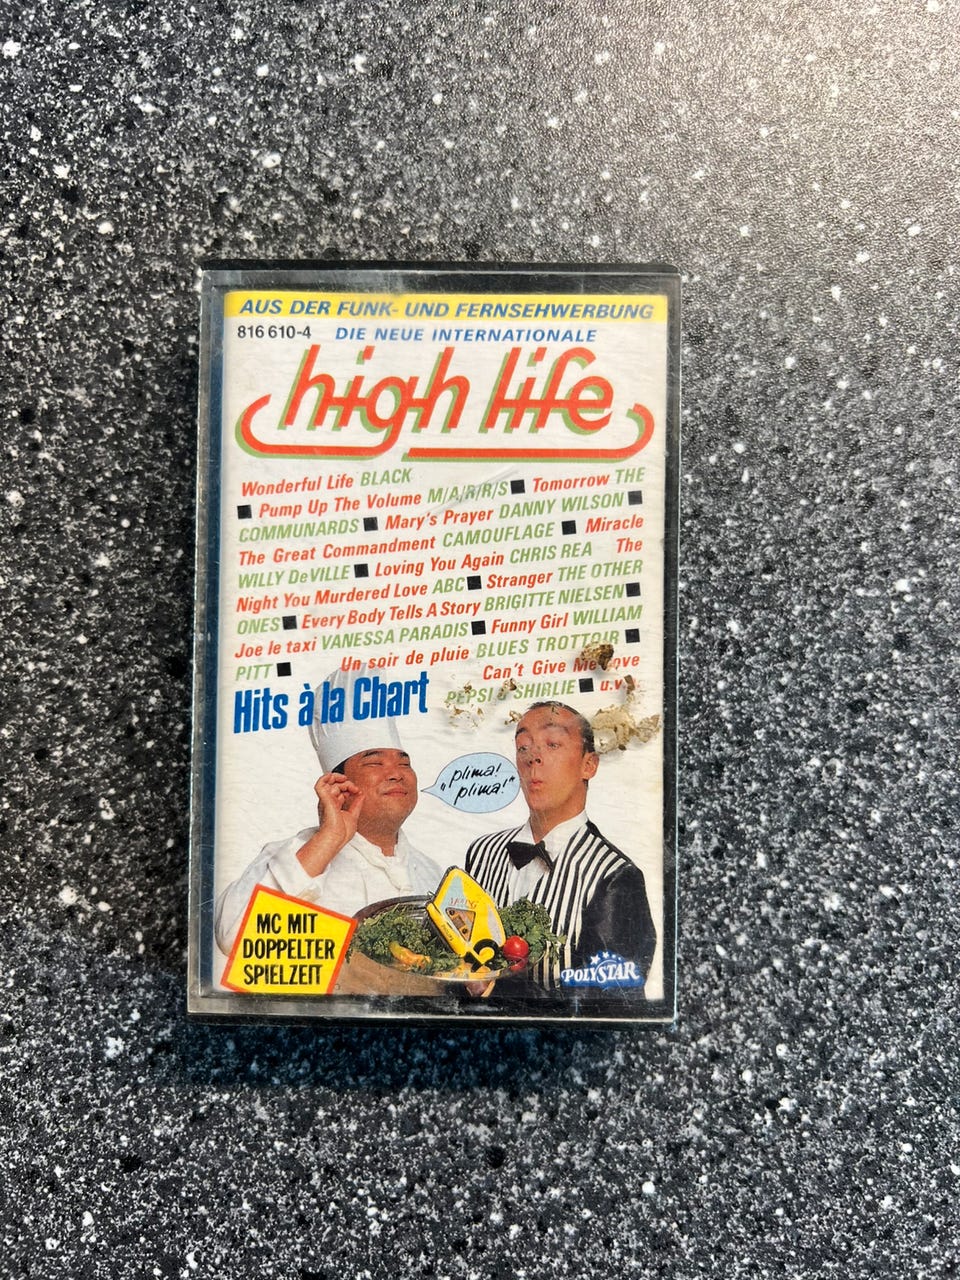 AUS DER FUNK- UND FERNSEHWERBUNG
816 610-4 DIE NEUE INTERNATIONALE
high life
Wonderful Life BLACK
■ Pump Up The Volume M/A/R/R/S ■ Tomorrow THE
COMMUNARDS ■ Mary's Prayer DANNY WILSON ■
The Great Commandment CAMOUFLAGE ■ Miracle
WILLY DeVILLE ■ Loving You Again CHRIS REA The
Night You Murdered Love ABC ■ Stranger THE OTHER
ONES ■ Every Body Tells A Story BRIGITTE NIELSEN ■
Joe le taxi VANESSA PARADIS ■ Funny Girl WILLIAM
PITT ■ Un soir de pluie BLUES TROTTOIR ■
Can't Give Me Love
PEPSI & SHIRLIE ■ u.v.
Hits à la Chart
"plima!
plima!"
MC MIT
DOPPELTER
SPIELZEIT
POLYSTAR